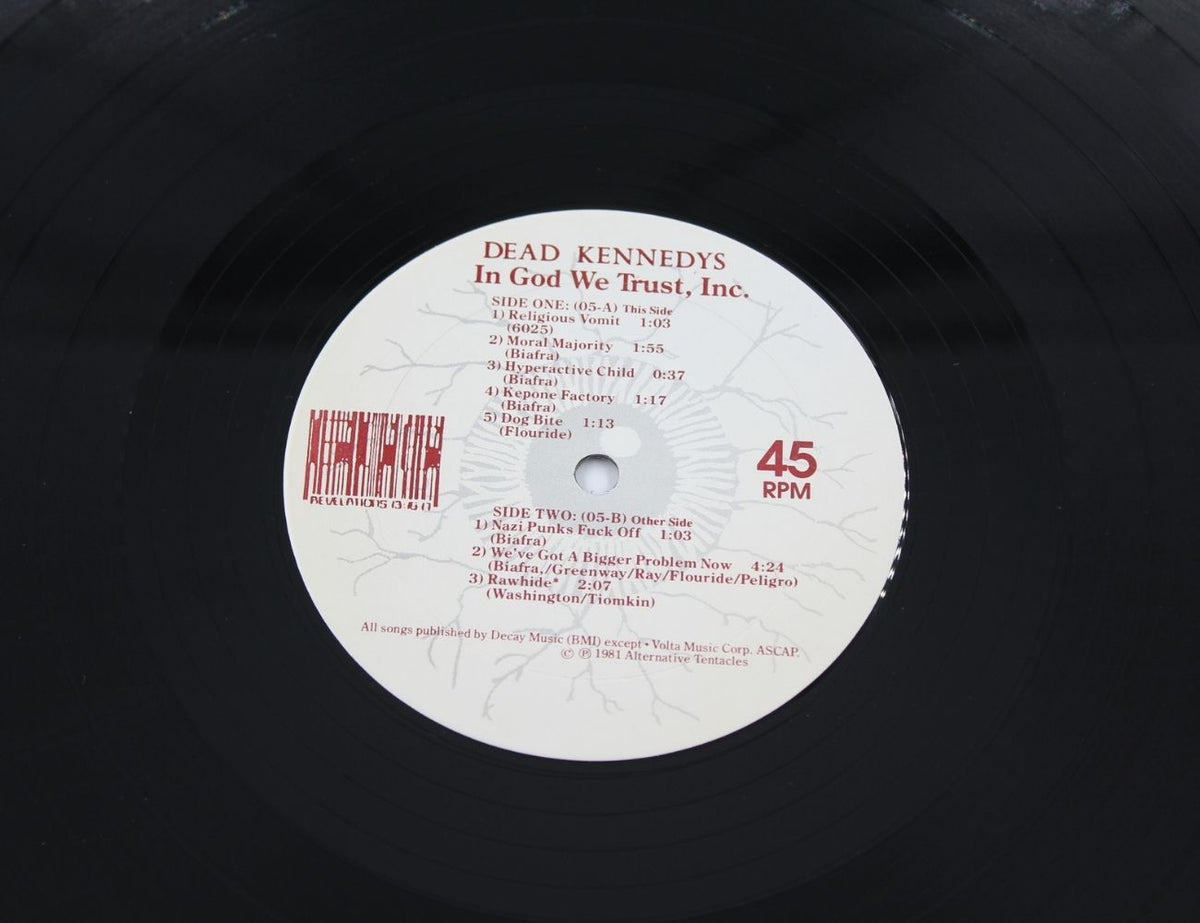 DEAD KENNEDYS
In God We Trust, Inc.
SIDE ONE: (05-A) This Side
1) Religious Vomit 1:03
(6025)
2) Moral Majority 1:55
(Biafra)
3) Hyperactive Child 0:37
(Biafra)
4) Kepone Factory 1:17
(Biafra)
5) Dog Bite 1:13
(Flouride)
REVELATIONS 13:16 17
45
RPM
SIDE TWO: (05-B) Other Side
1) Nazi Punks Fuck Off 1:03
(Biafra)
2) We've Got A Bigger Problem Now 4:24
(Biafra,/Greenway/Ray/Flouride/Peligro)
3) Rawhide* 2:07
(Washington/Tiomkin)
All songs published by Decay Music (BMI) except • Volta Music Corp. ASCAP.
© ℗ 1981 Alternative Tentacles